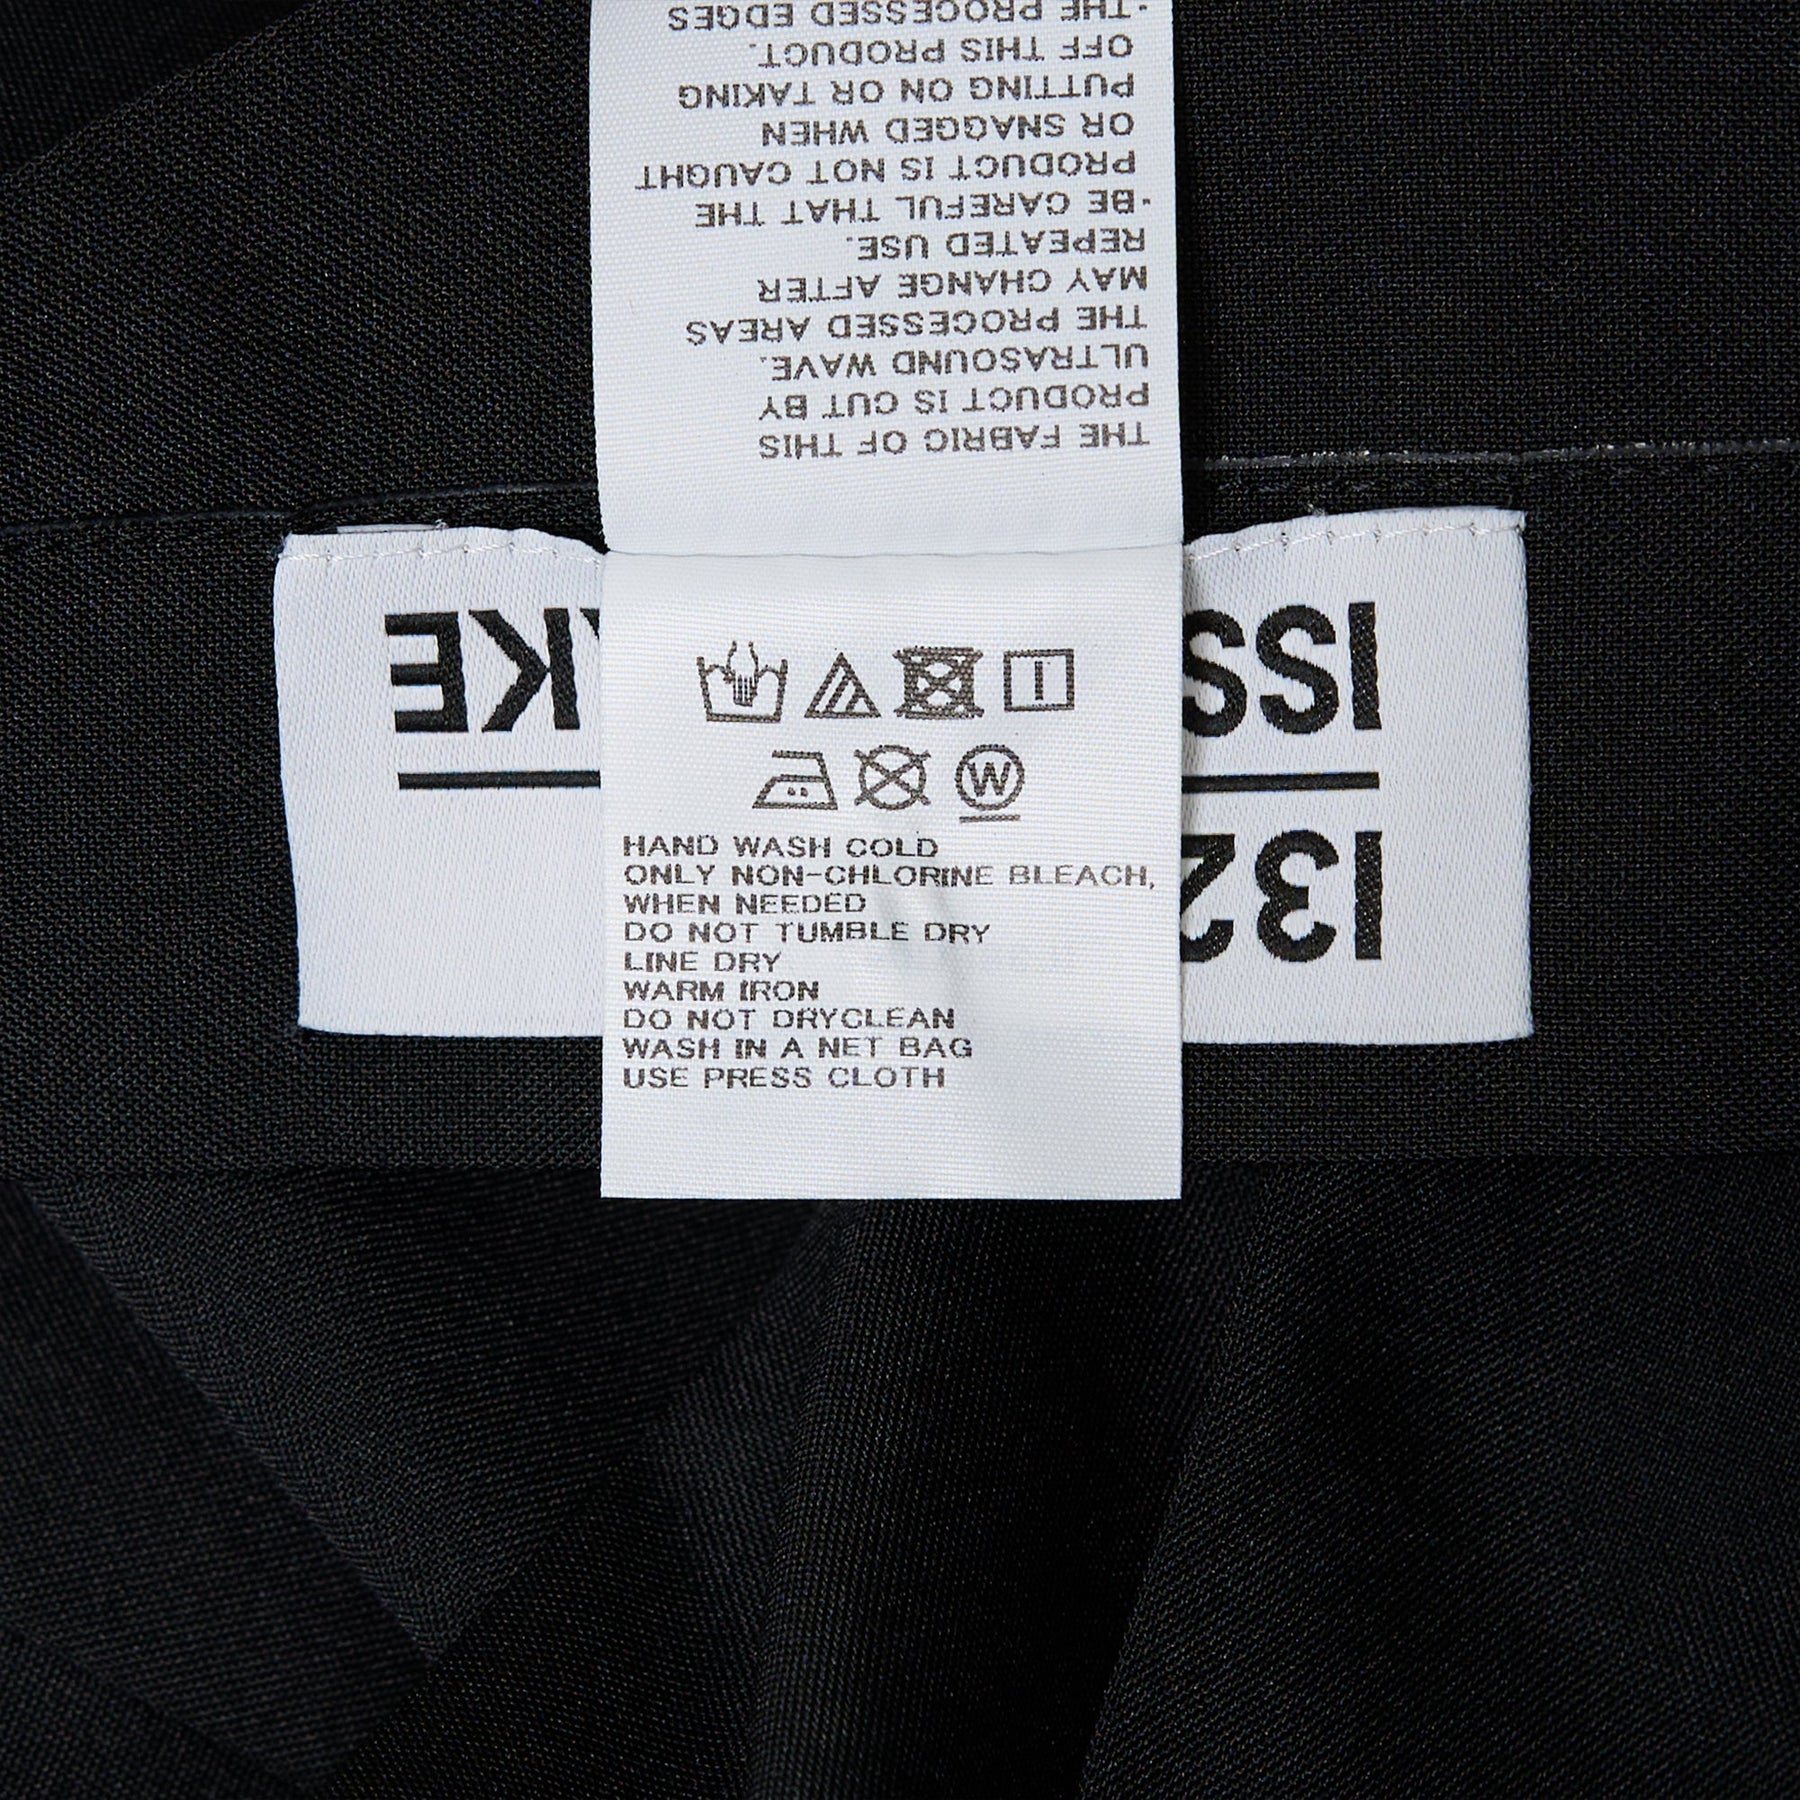 HAND WASH COLD
ONLY NON-CHLORINE BLEACH,
WHEN NEEDED
DO NOT TUMBLE DRY
LINE DRY
WARM IRON
DO NOT DRYCLEAN
WASH IN A NET BAG
USE PRESS CLOTH
W
THE FABRIC OF THIS
PRODUCT IS CUT BY
ULTRASOUND WAVE.
THE PROCESSED AREAS
MAY CHANGE AFTER
REPEATED USE.
·BE CAREFUL THAT THE
PRODUCT IS NOT CAUGHT
OR SNAGGED WHEN
PUTTING ON OR TAKING
OFF THIS PRODUCT.
·THE PROCESSED EDGES
132
ISS KE